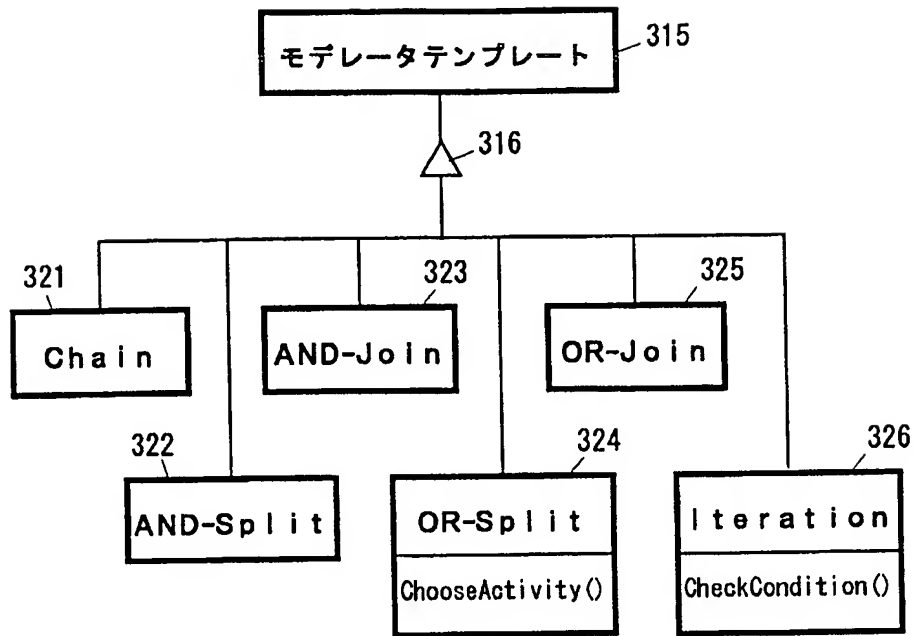 モデレータテンプレート
315
316
321
Chain
323
AND-Join
325
OR-Join
322
AND-Split
324
OR-Split
ChooseActivity()
326
Iteration
CheckCondition()